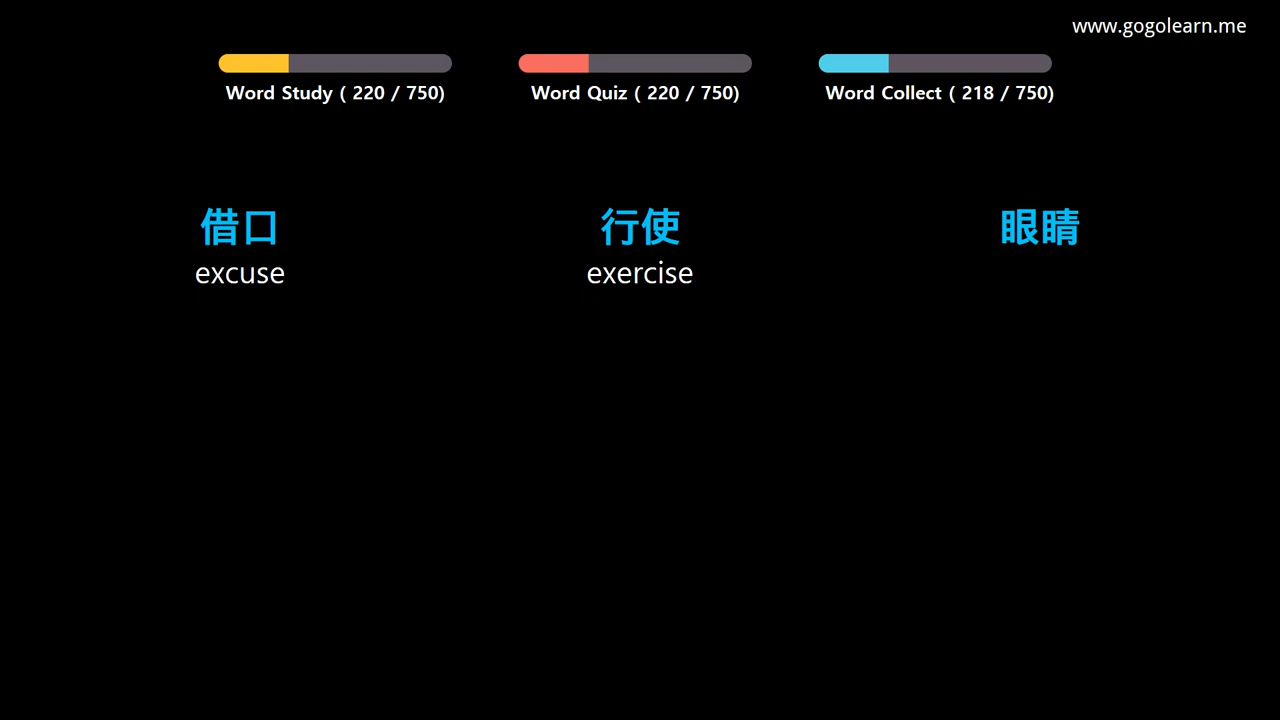 www.gogolearn.me
Word Study ( 220 / 750)
Word Quiz ( 220 / 750)
Word Collect ( 218 / 750)
借口
excuse
行使
exercise
眼睛